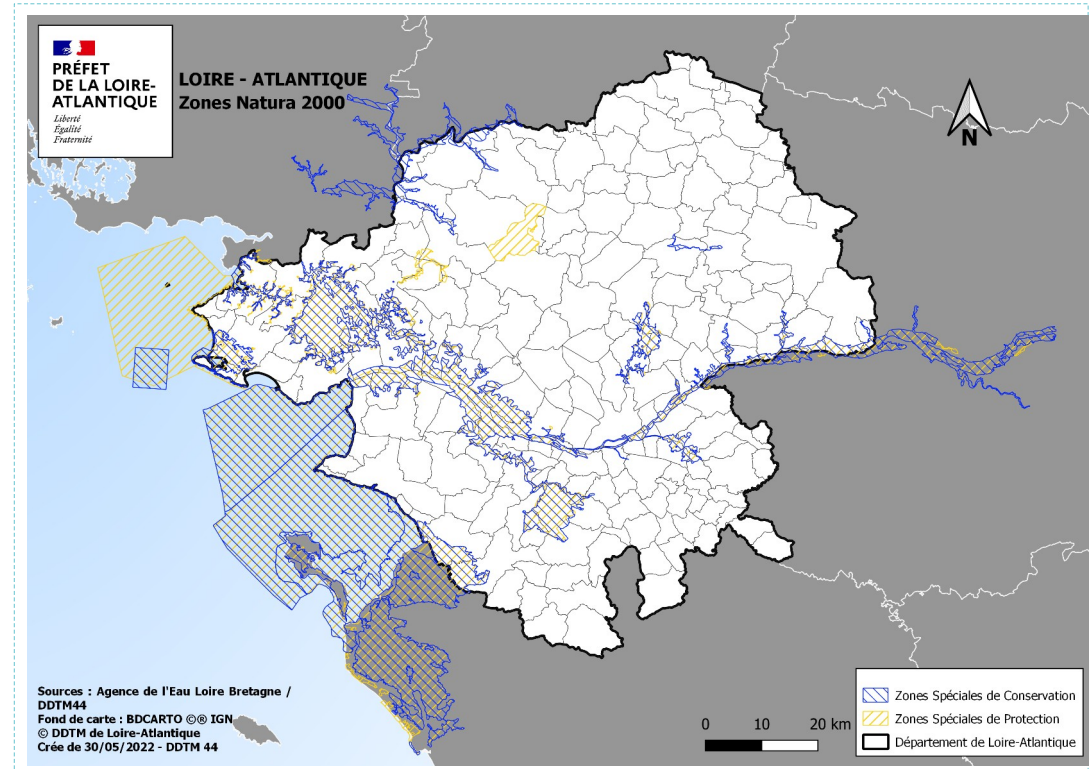 PRÉFET
DE LA LOIRE-
ATLANTIQUE
Liberté
Égalité
Fraternité
LOIRE - ATLANTIQUE
Zones Natura 2000
N
Sources : Agence de l'Eau Loire Bretagne /
DDTM44
Fond de carte : BDCARTO ©® IGN
© DDTM de Loire-Atlantique
Crée de 30/05/2022 - DDTM 44
0 10 20 km
Zones Spéciales de Conservation
Zones Spéciales de Protection
Département de Loire-Atlantique